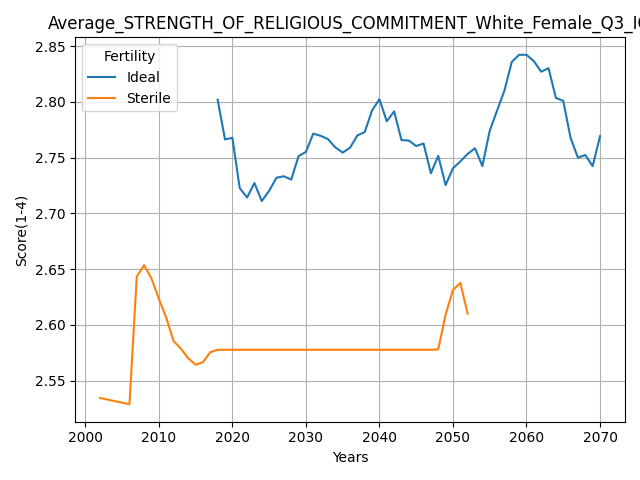 Average_STRENGTH_OF_RELIGIOUS_COMMITMENT_White_Female_Q3_I
Fertility
Ideal
Sterile
Score(1-4)
2.85
2.80
2.75
2.70
2.65
2.60
2.55
2000 2010 2020 2030 2040 2050 2060 2070
Years